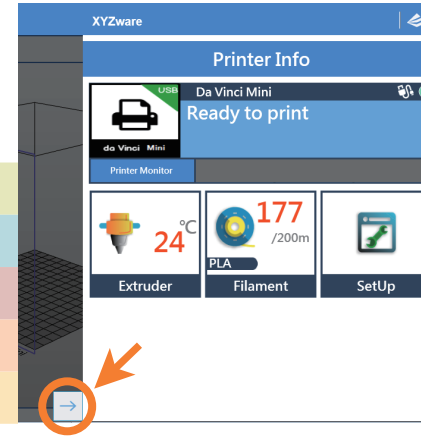 XYZware
Printer Info
USB
Da Vinci Mini
Ready to print
da Vinci Mini
Printer Monitor
24°C
177
/200m
PLA
Extruder
Filament
SetUp